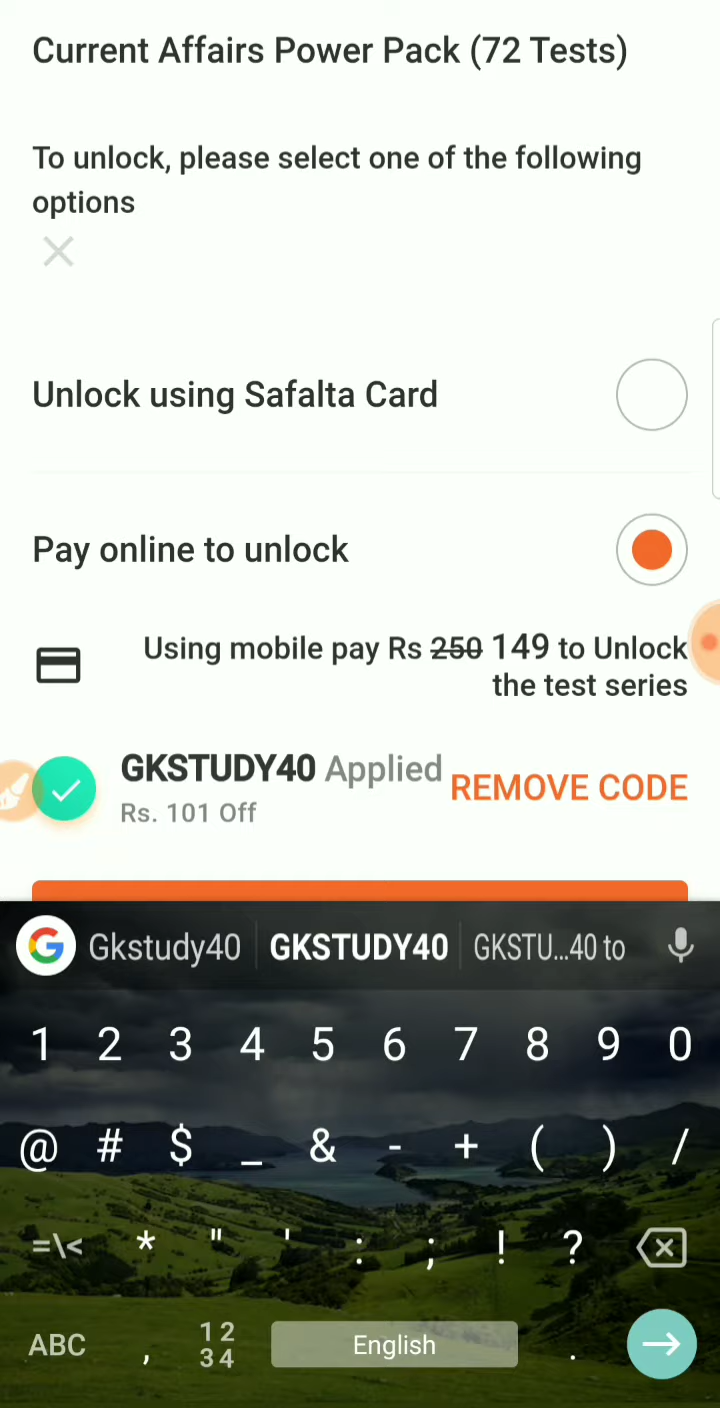 Current Affairs Power Pack (72 Tests)
To unlock, please select one of the following
options
Unlock using Safalta Card
Pay online to unlock
Using mobile pay Rs 250 149 to Unlock
the test series
GKSTUDY40 Applied
REMOVE CODE
Rs. 101 Off
Gkstudy40 GKSTUDY40 GKSTU...40 to
1 2 3 4 5 6 7 8 9 0
@ # $ _ & - + ( ) /
=\< * " ' : ; ! ?
ABC , 12 34 English .